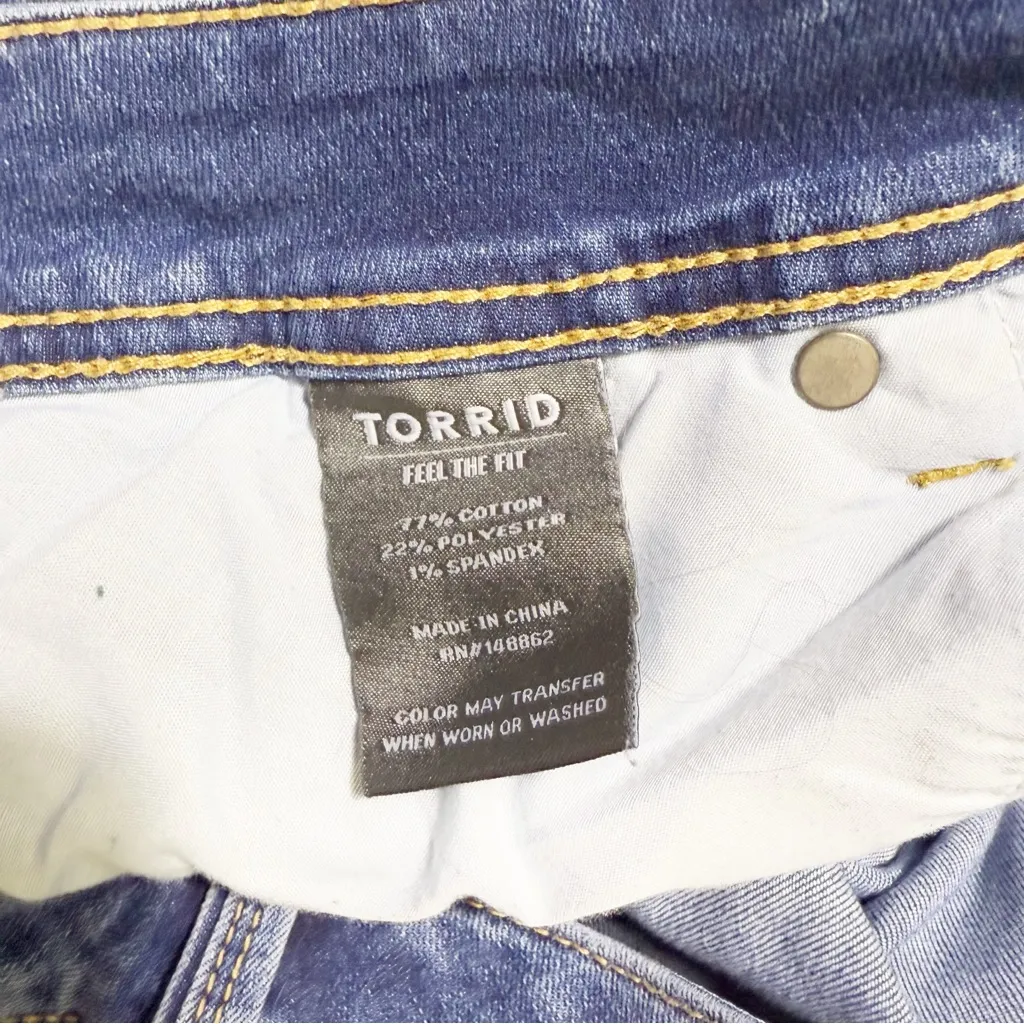 TORRID
FEEL THE FIT
77% COTTON
22% POLYESTER
1% SPANDEX
MADE IN CHINA
RN#148862
COLOR MAY TRANSFER
WHEN WORN OR WASHED